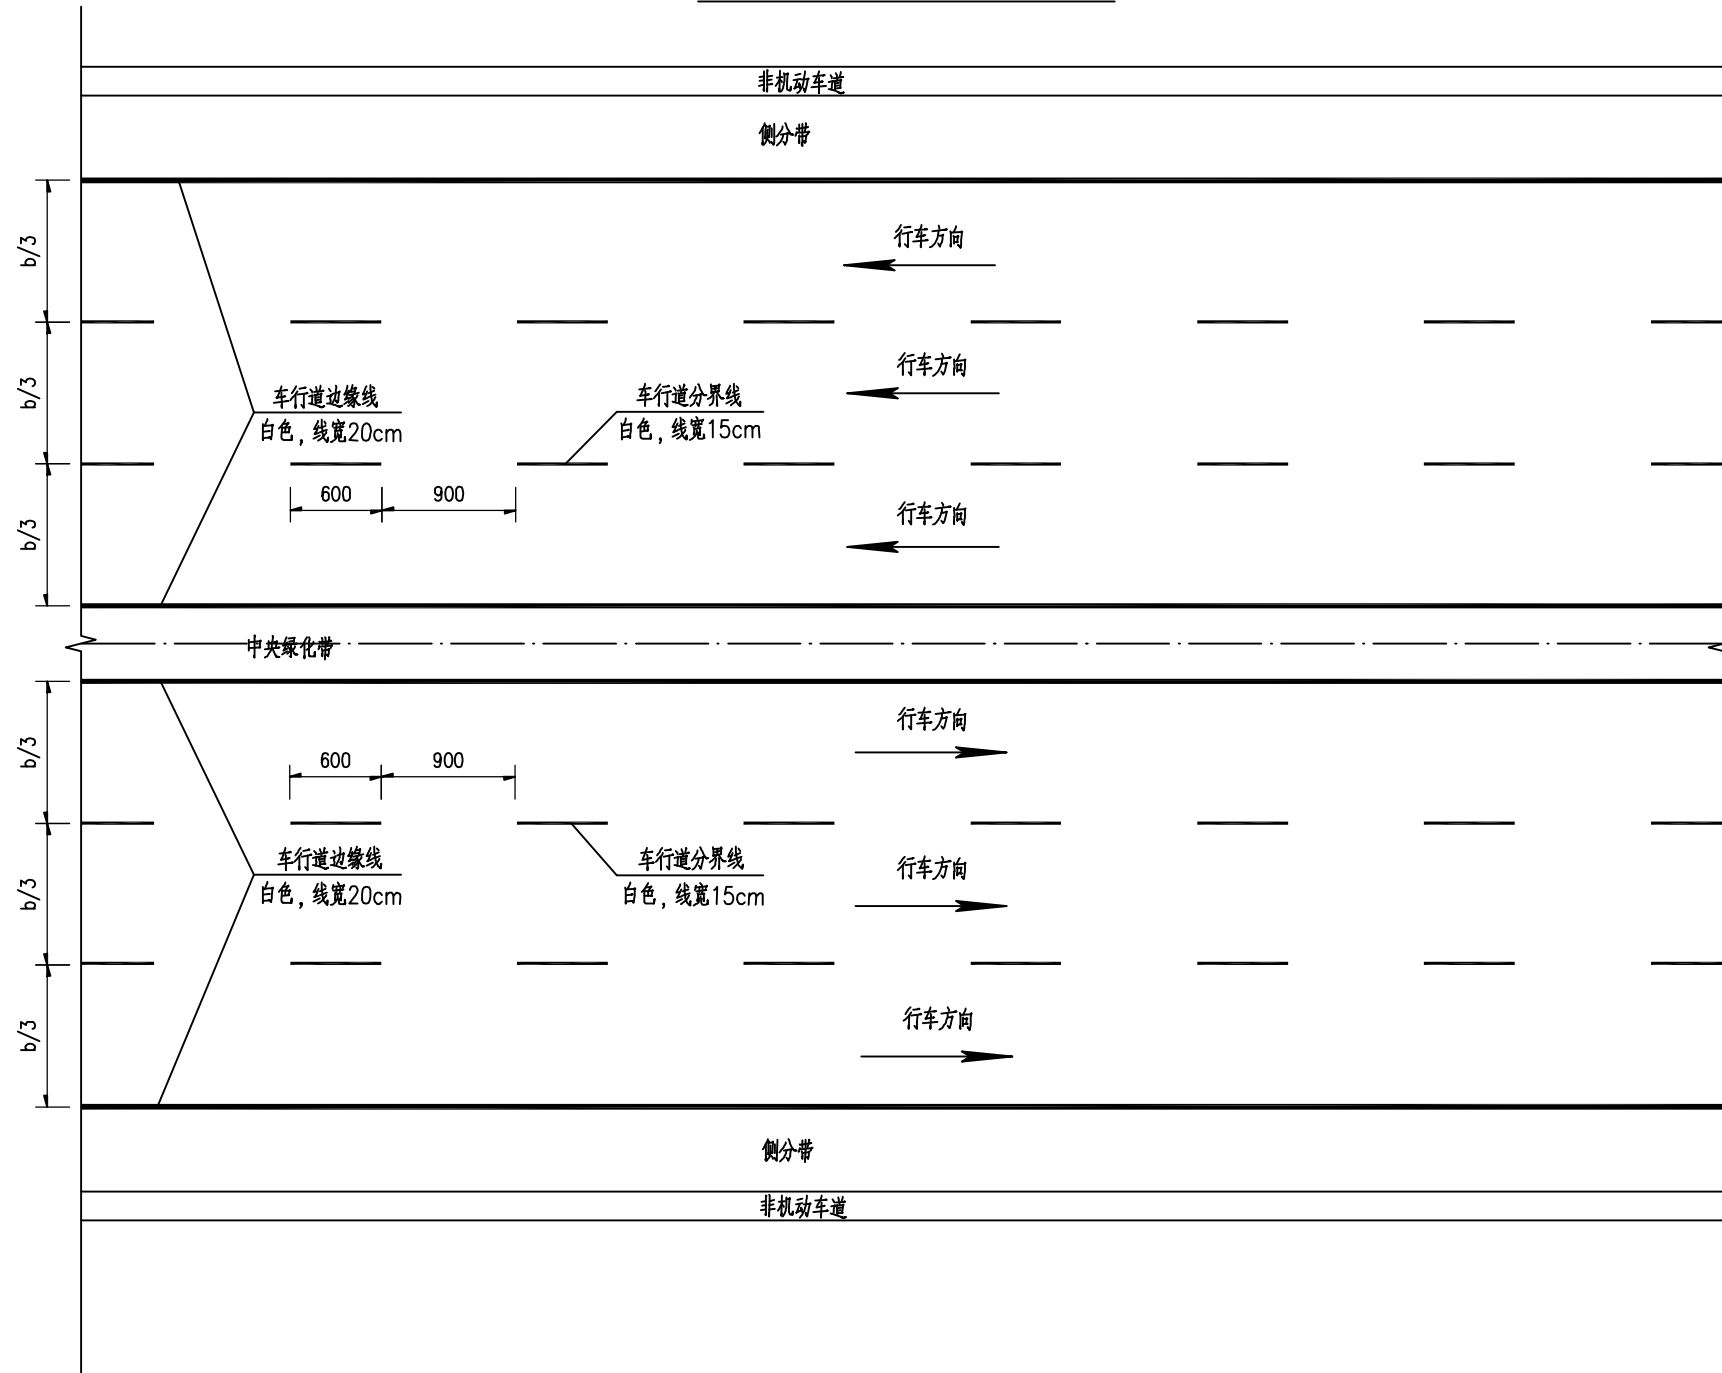 非机动车道
侧分带
行车方向
b/3
行车方向
b/3
车行道边缘线
白色，线宽20cm
车行道分界线
白色，线宽15cm
600
900
行车方向
b/3
中央绿化带
行车方向
b/3
600
900
车行道边缘线
白色，线宽20cm
车行道分界线
白色，线宽15cm
行车方向
b/3
行车方向
b/3
侧分带
非机动车道